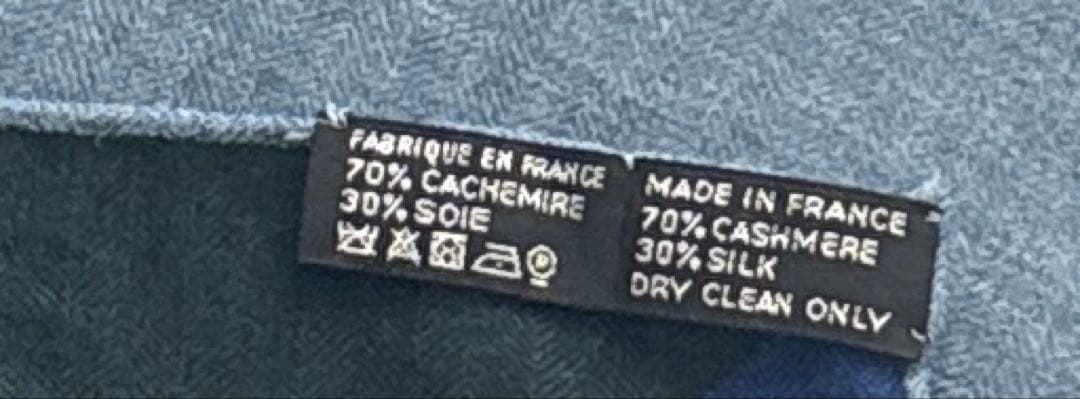 FABRIQUE EN FRANCE
70% CACHEMIRE
30% SOIE
P
MADE IN FRANCE
70% CASHMERE
30% SILK
DRY CLEAN ONLY